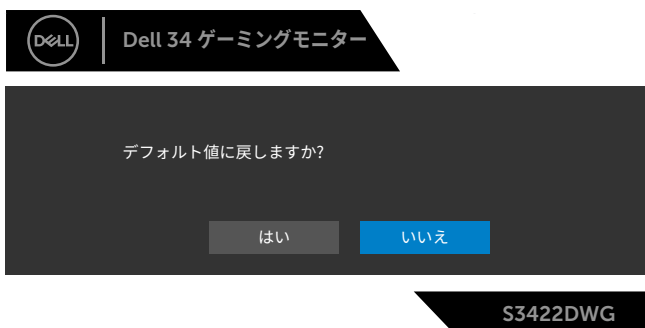 DELL
Dell 34 ゲーミングモニター
デフォルト値に戻しますか?
はい
いいえ
S3422DWG